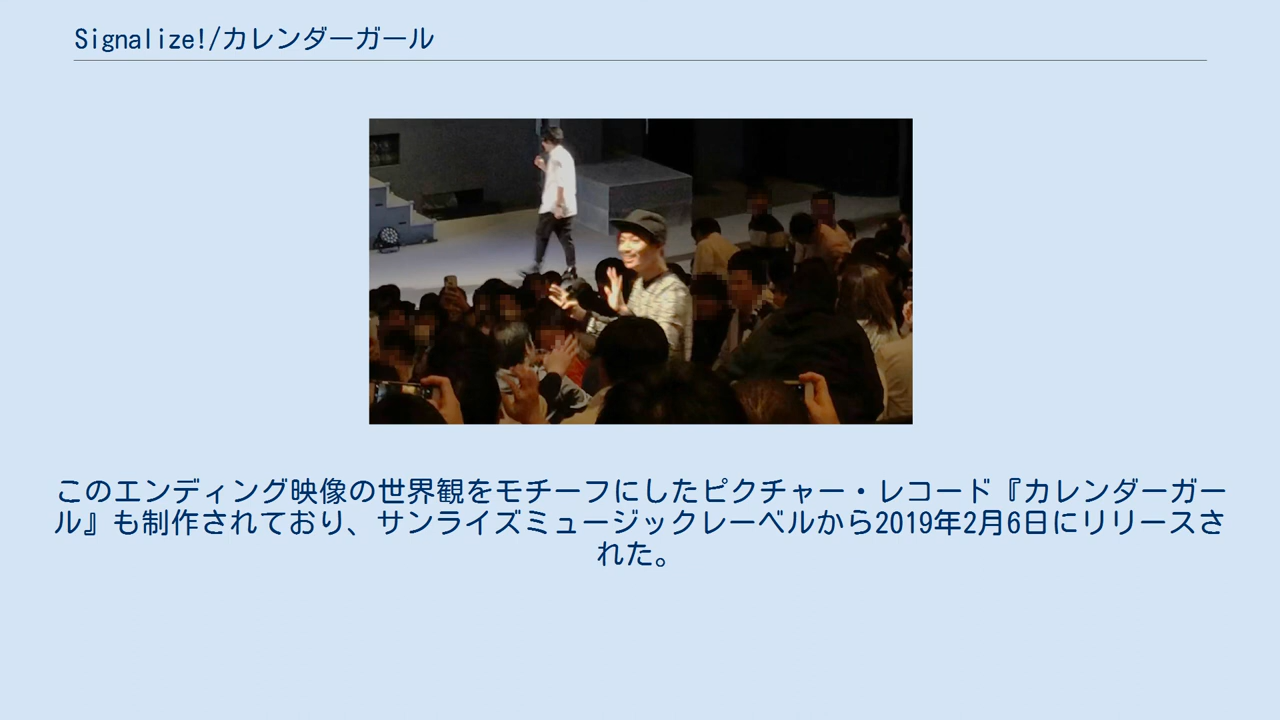 Signalize!/カレンダーガール
このエンディング映像の世界観をモチーフにしたピクチャー・レコード『カレンダーガー
ル』も制作されており、サンライズミュージックレーベルから2019年2月6日にリリースさ
れた。